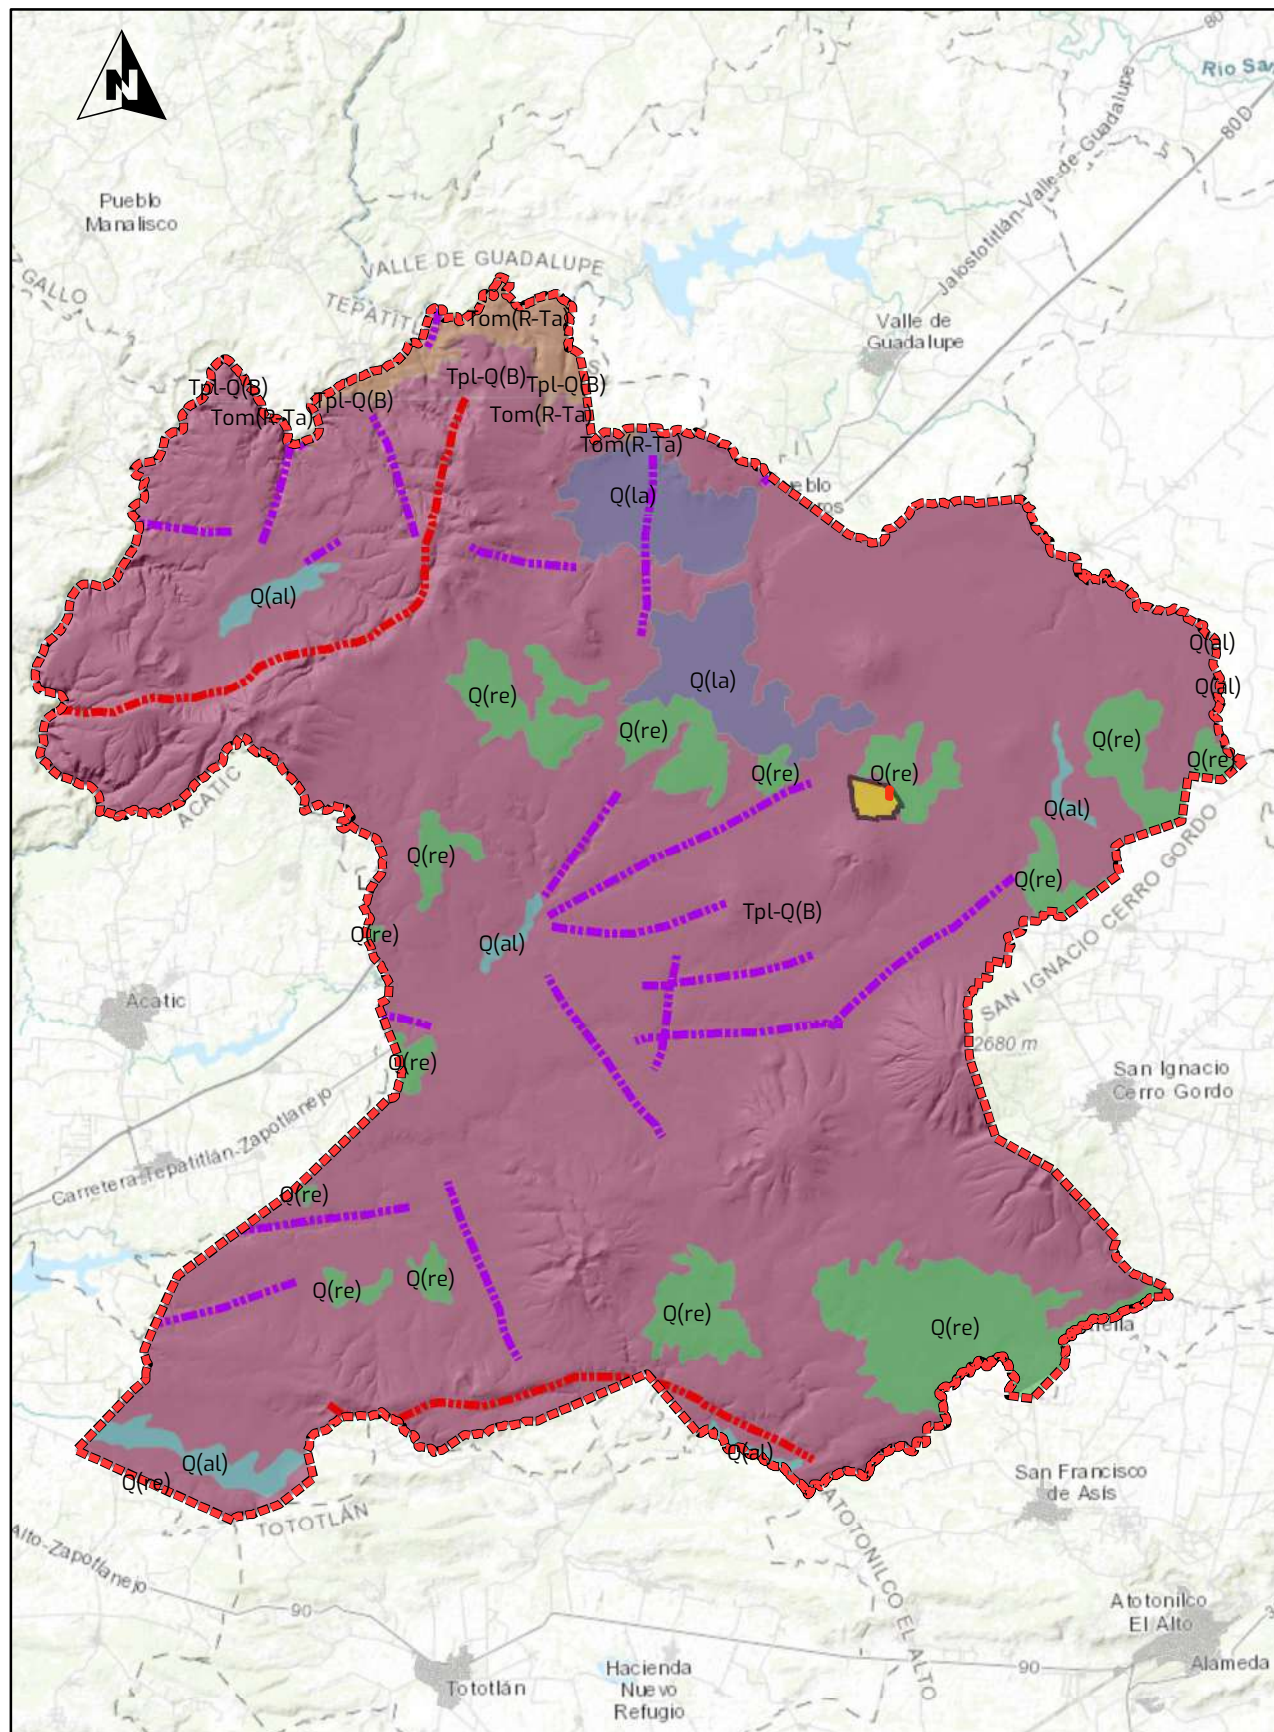 N
Río San
80
80 D
Jalostotitlán-Valle-de-Guadalupe
Pueblo
Manalisco
VALLE DE GUADALUPE
TEPATIT
GALLO
Valle de
Guadalupe
Tom(R-Ta)
Tpl-Q(B)
Tpl-Q(B)
Tpl-Q(B)
Tpl-Q(B)
Tom(R-Ta)
Tom(R-Ta)
Tom(R-Ta)
Q(la)
Q(al)
Q(al)
Q(la)
Q(al)
Q(re)
Q(re)
Q(re)
Q(re)
Q(re)
Q(re)
Q(al)
ACATIC
Q(re)
Q(re)
SAN IGNACIO CERRO GORDO
Tpl-Q(B)
Q(re)
Q(al)
Acatic
2680 m
Q(re)
San Ignacio
Cerro Gordo
Carretera-Tepatitlán-Zapotlanejo
Q(re)
Q(re)
Q(re)
Q(re)
Q(re)
Q(al)
Q(al)
Q(re)
San Francisco
de Asís
TOTOTLÁN
ATOTONILCO EL ALTO
Alto-Zapotlanejo
90
Atotonilco
El Alto
90
Alameda
Hacienda
Nuevo
Refugio
Tototlán